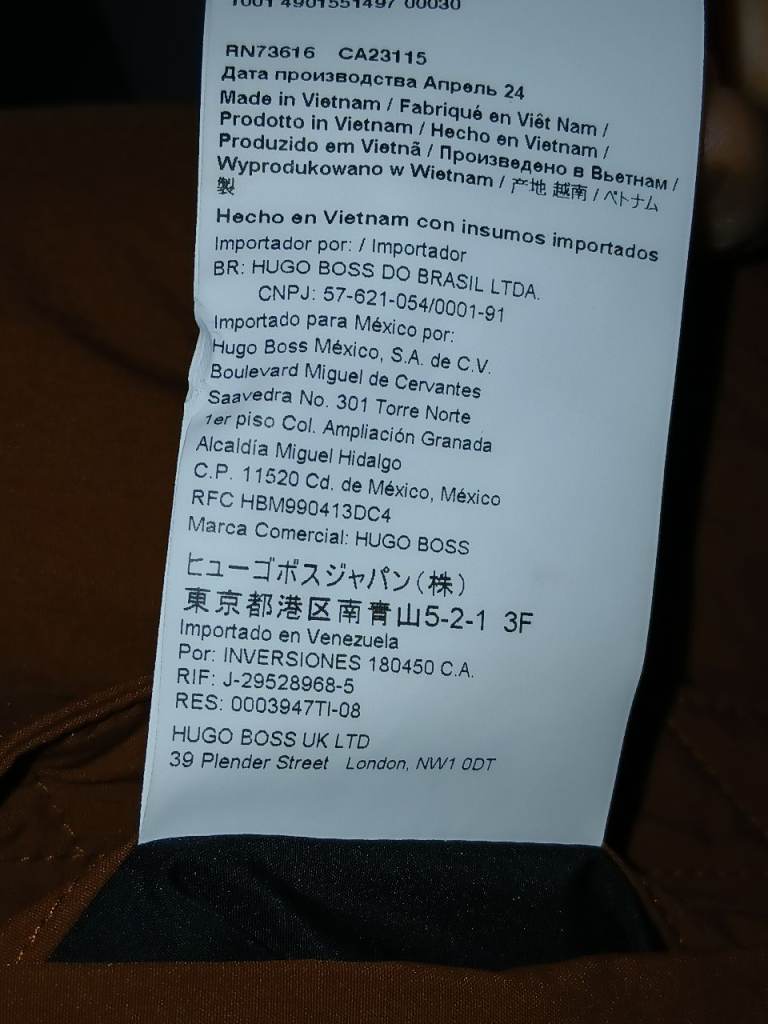 1001 4901551497 00030
RN73616 CA23115
Дата производства Апрель 24
Made in Vietnam / Fabriqué en Viêt Nam /
Prodotto in Vietnam / Hecho en Vietnam /
Produzido em Vietnã / Произведено в Вьетнам /
Wyprodukowano w Wietnam / 产地 越南 / ベトナム
製
Hecho en Vietnam con insumos importados
Importador por: / Importador
BR: HUGO BOSS DO BRASIL LTDA.
CNPJ: 57-621-054/0001-91
Importado para México por:
Hugo Boss México, S.A. de C.V.
Boulevard Miguel de Cervantes
Saavedra No. 301 Torre Norte
1er piso Col. Ampliación Granada
Alcaldía Miguel Hidalgo
C.P. 11520 Cd. de México, México
RFC HBM990413DC4
Marca Comercial: HUGO BOSS
ヒューゴボスジャパン(株)
東京都港区南青山5-2-1 3F
Importado en Venezuela
Por: INVERSIONES 180450 C.A.
RIF: J-29528968-5
RES: 0003947TI-08
HUGO BOSS UK LTD
39 Plender Street London, NW1 0DT